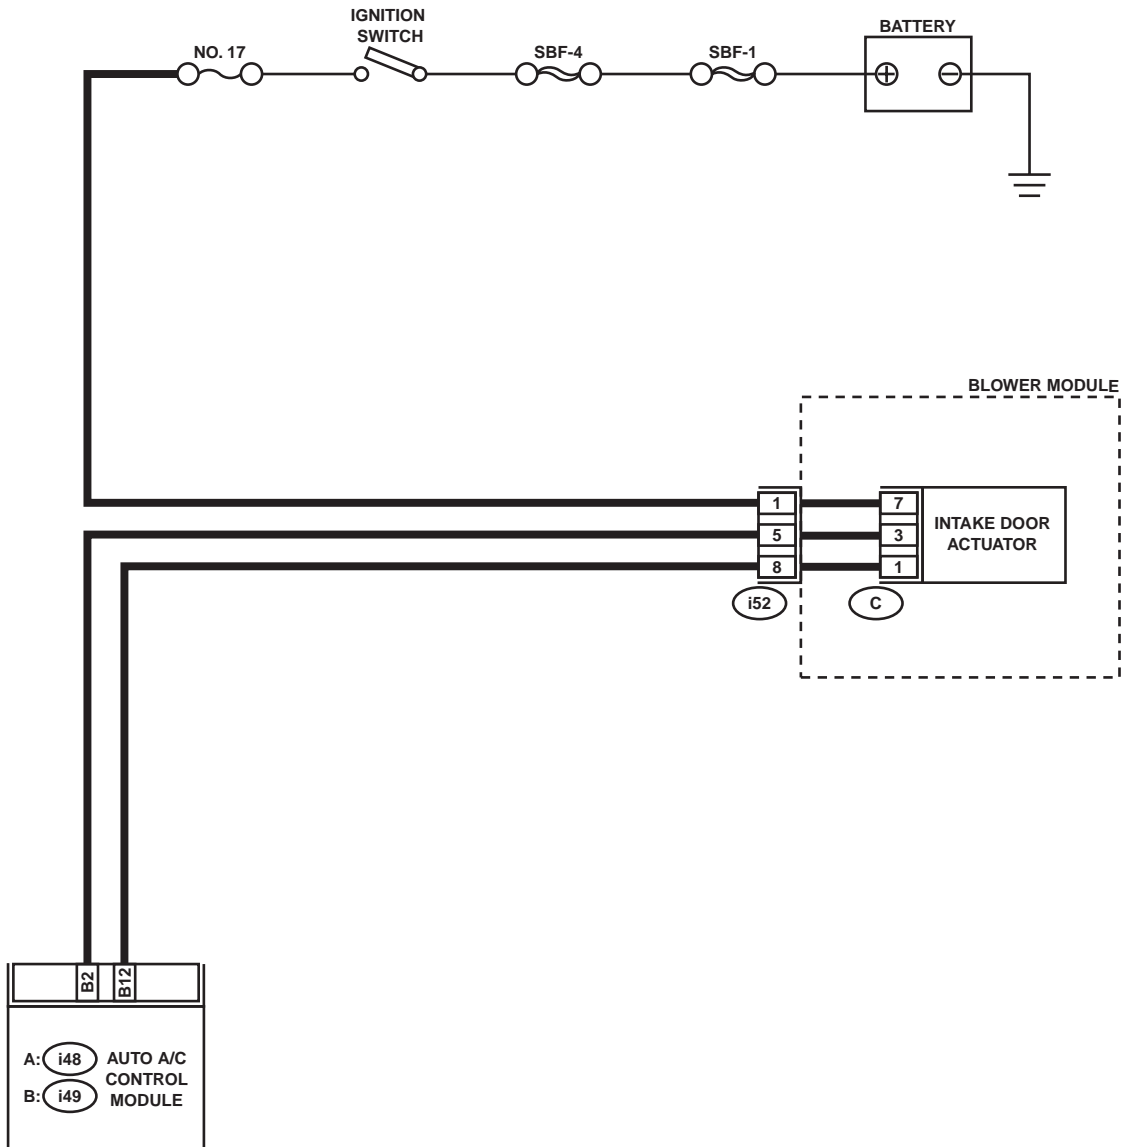 IGNITION
SWITCH
NO. 17
SBF-4
SBF-1
BATTERY
+
−
BLOWER MODULE
1
7
5
3
8
1
INTAKE DOOR
ACTUATOR
i52
C
B2
B12
A: i48
B: i49
AUTO A/C
CONTROL
MODULE